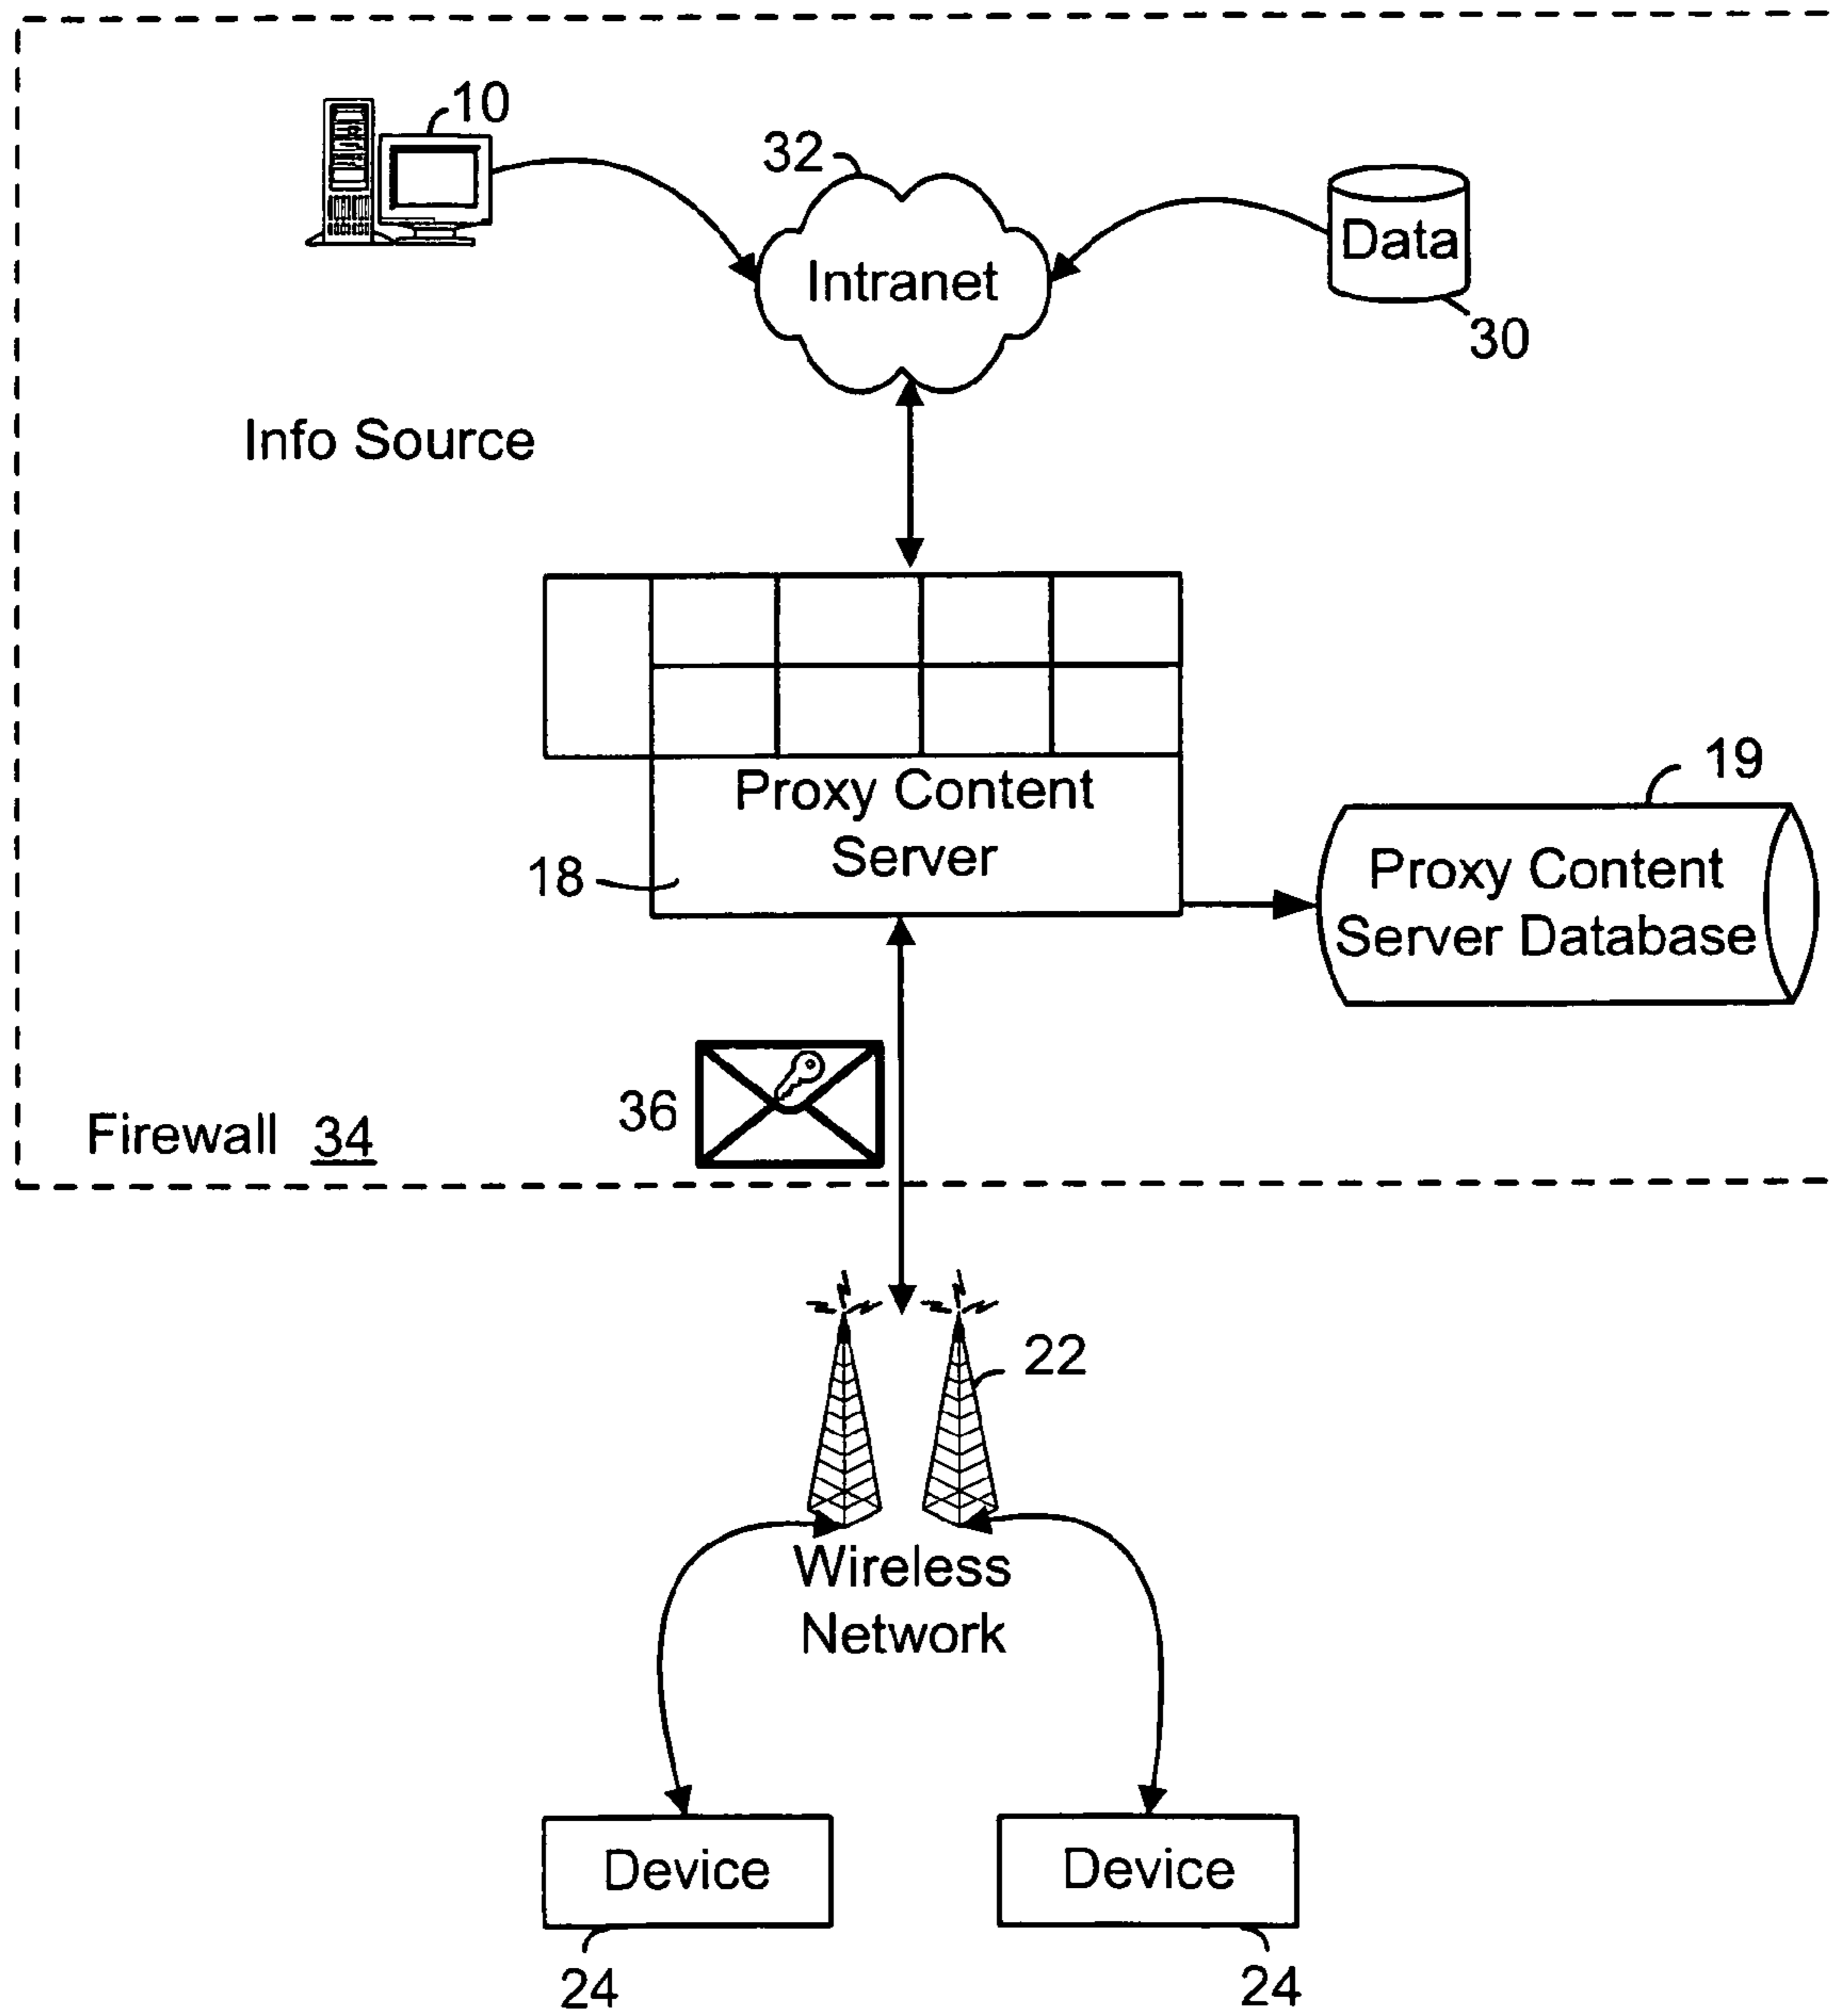 10
32
Intranet
Data
30
Info Source
Proxy Content
Server
18
19
Proxy Content
Server Database
36
Firewall 34
22
Wireless
Network
Device
Device
24
24